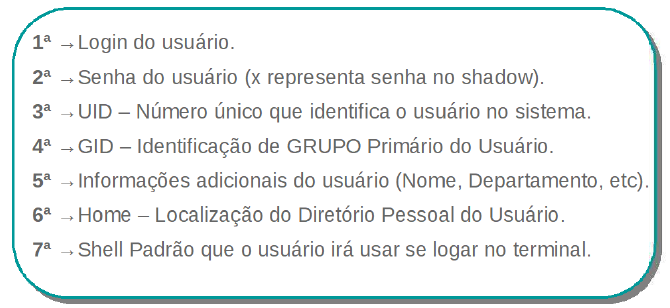 1ª →Login do usuário.
2ª →Senha do usuário (x representa senha no shadow).
3ª →UID – Número único que identifica o usuário no sistema.
4ª →GID – Identificação de GRUPO Primário do Usuário.
5ª →Informações adicionais do usuário (Nome, Departamento, etc).
6ª →Home – Localização do Diretório Pessoal do Usuário.
7ª →Shell Padrão que o usuário irá usar se logar no terminal.